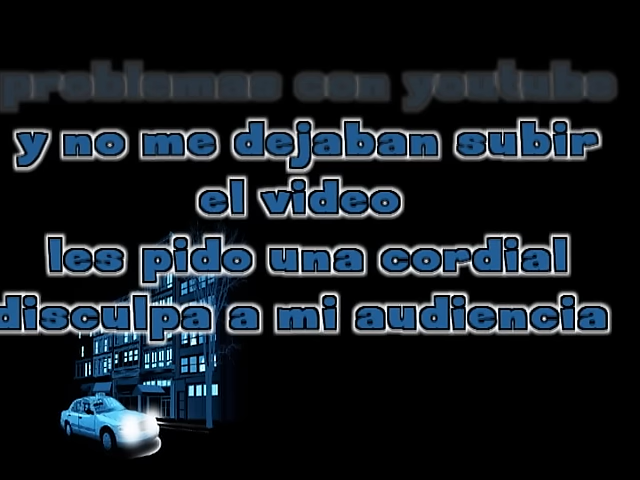 problemas con youtube
y no me dejaban subir
el video
les pido una cordial
disculpa a mi audiencia